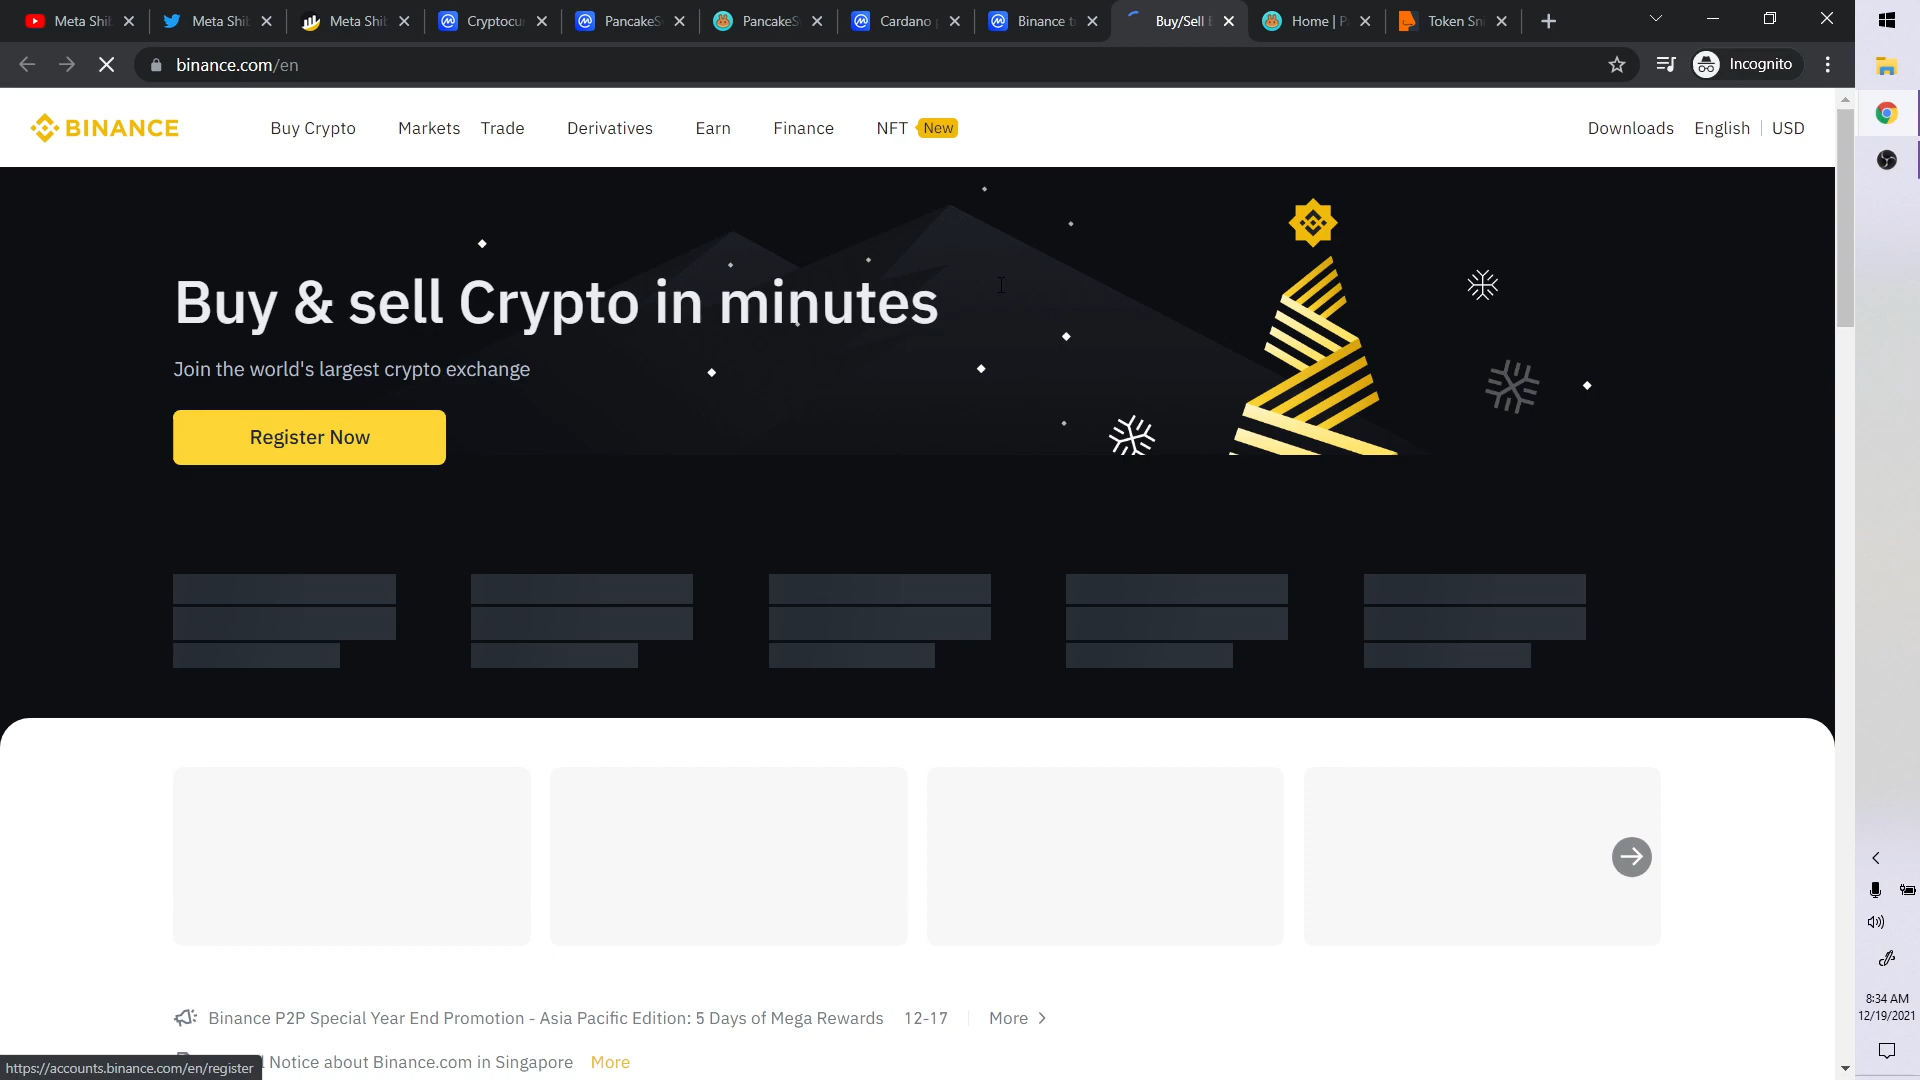 Meta Shi
Meta Shi
Meta Shi
Cryptocu
PancakeS
PancakeS
Cardano
Binance t
Buy/Sell
Home | P
Token Sn
binance.com/en
Incognito
BINANCE
Buy Crypto
Markets
Trade
Derivatives
Earn
Finance
NFT
New
Downloads
English
USD
Buy & sell Crypto in minutes
Join the world's largest crypto exchange
Register Now
Binance P2P Special Year End Promotion - Asia Pacific Edition: 5 Days of Mega Rewards 12-17 More
Notice about Binance.com in Singapore More
https://accounts.binance.com/en/register
8:34 AM
12/19/2021